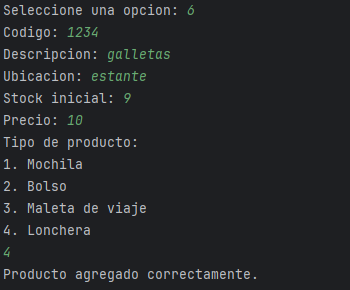 Seleccione una opcion: 6
Codigo: 1234
Descripcion: galletas
Ubicacion: estante
Stock inicial: 9
Precio: 10
Tipo de producto:
1. Mochila
2. Bolso
3. Maleta de viaje
4. Lonchera
4
Producto agregado correctamente.